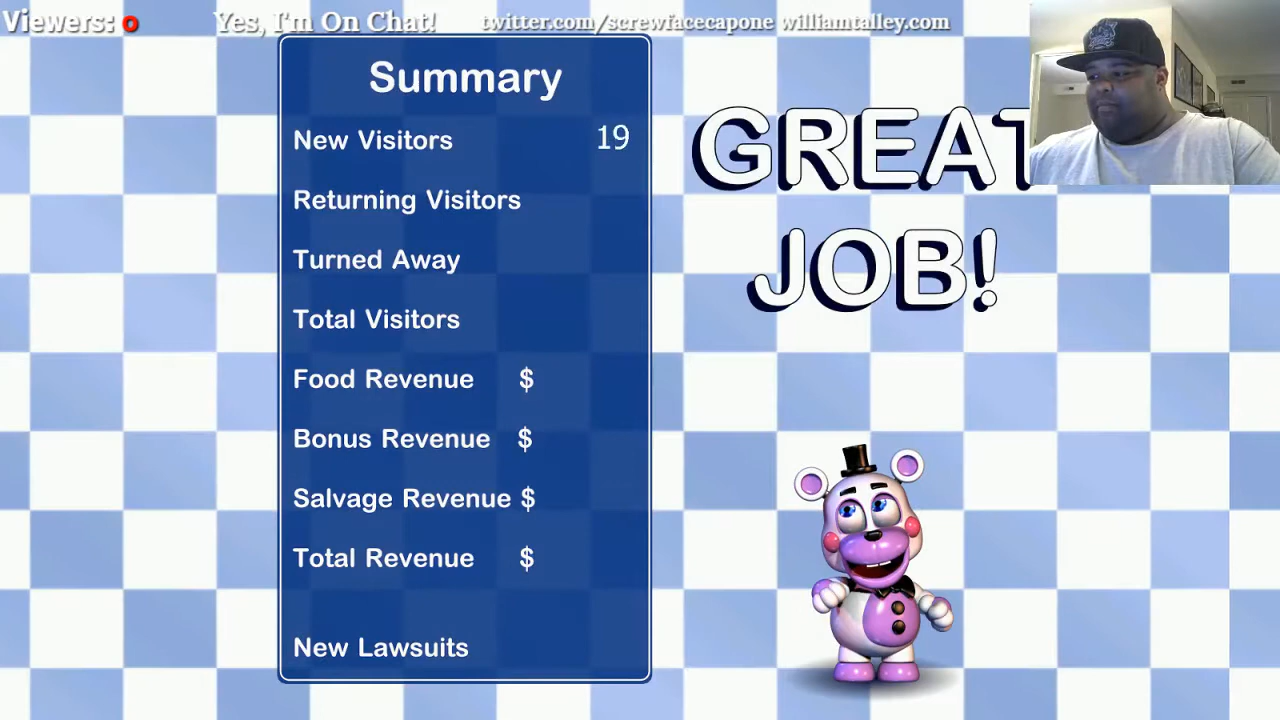 Viewers: 0 Yes, I'm On Chat! twitter.com/screwfacecapone williamtalley.com
Summary
New Visitors 19
Returning Visitors
Turned Away
Total Visitors
Food Revenue $
Bonus Revenue $
Salvage Revenue $
Total Revenue $
New Lawsuits
GREAT
JOB!